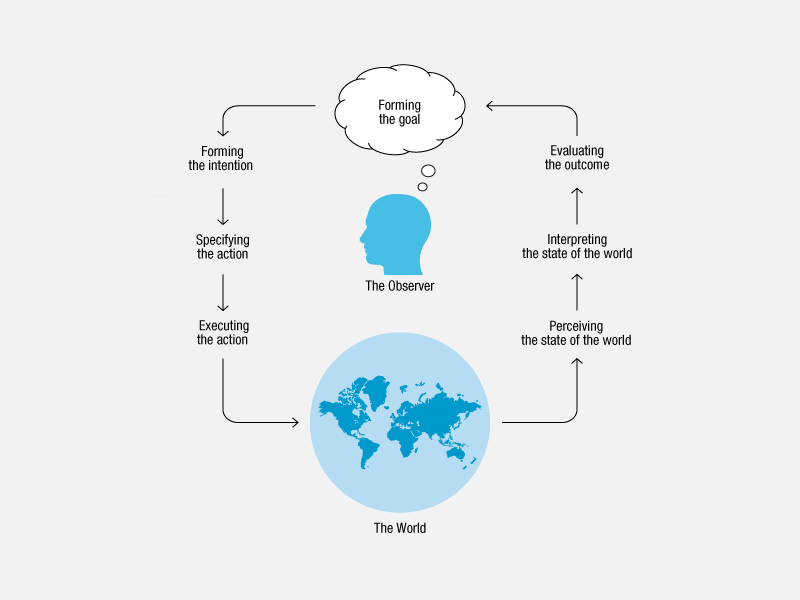 Forming
the goal
Forming
the intention
Specifying
the action
Executing
the action
The Observer
Evaluating
the outcome
Interpreting
the state of the world
Perceiving
the state of the world
The World